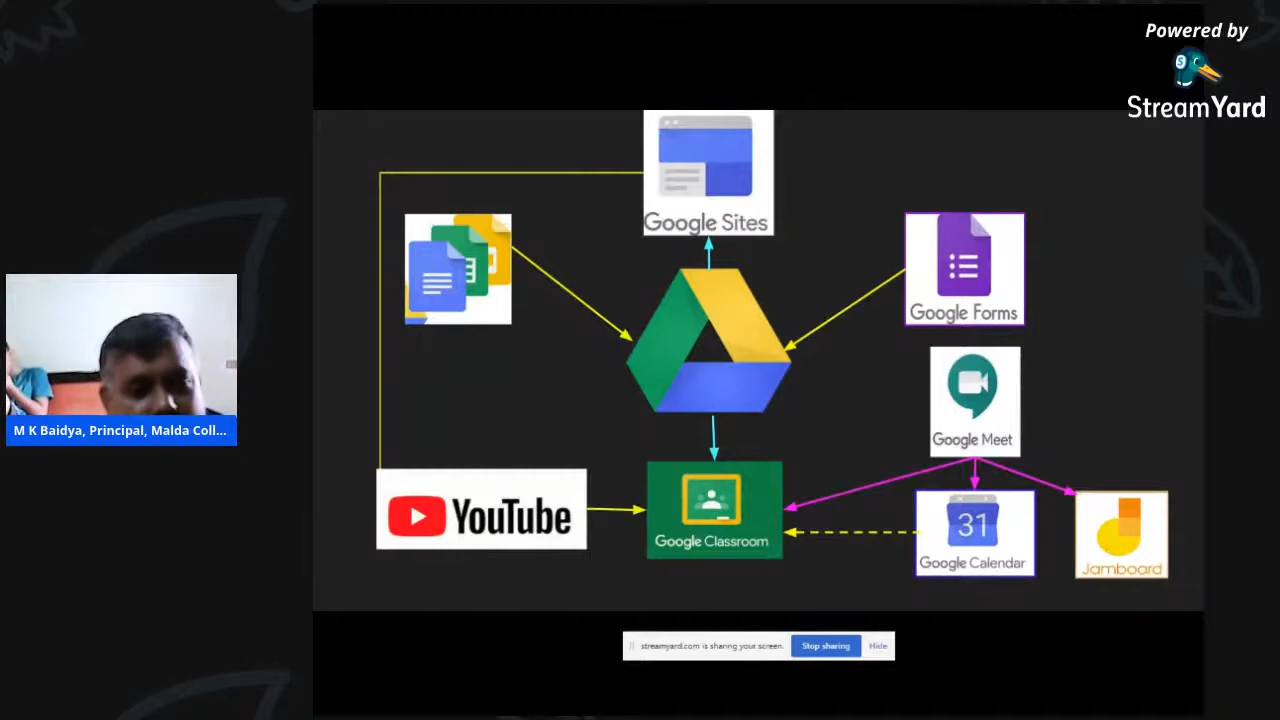 Powered by
StreamYard
Google Sites
Google Forms
Google Meet
M K Baidya, Principal, Malda Coll...
YouTube
Google Classroom
31
Google Calendar
Jamboard
streamyard.com is sharing your screen.
Stop sharing
Hide